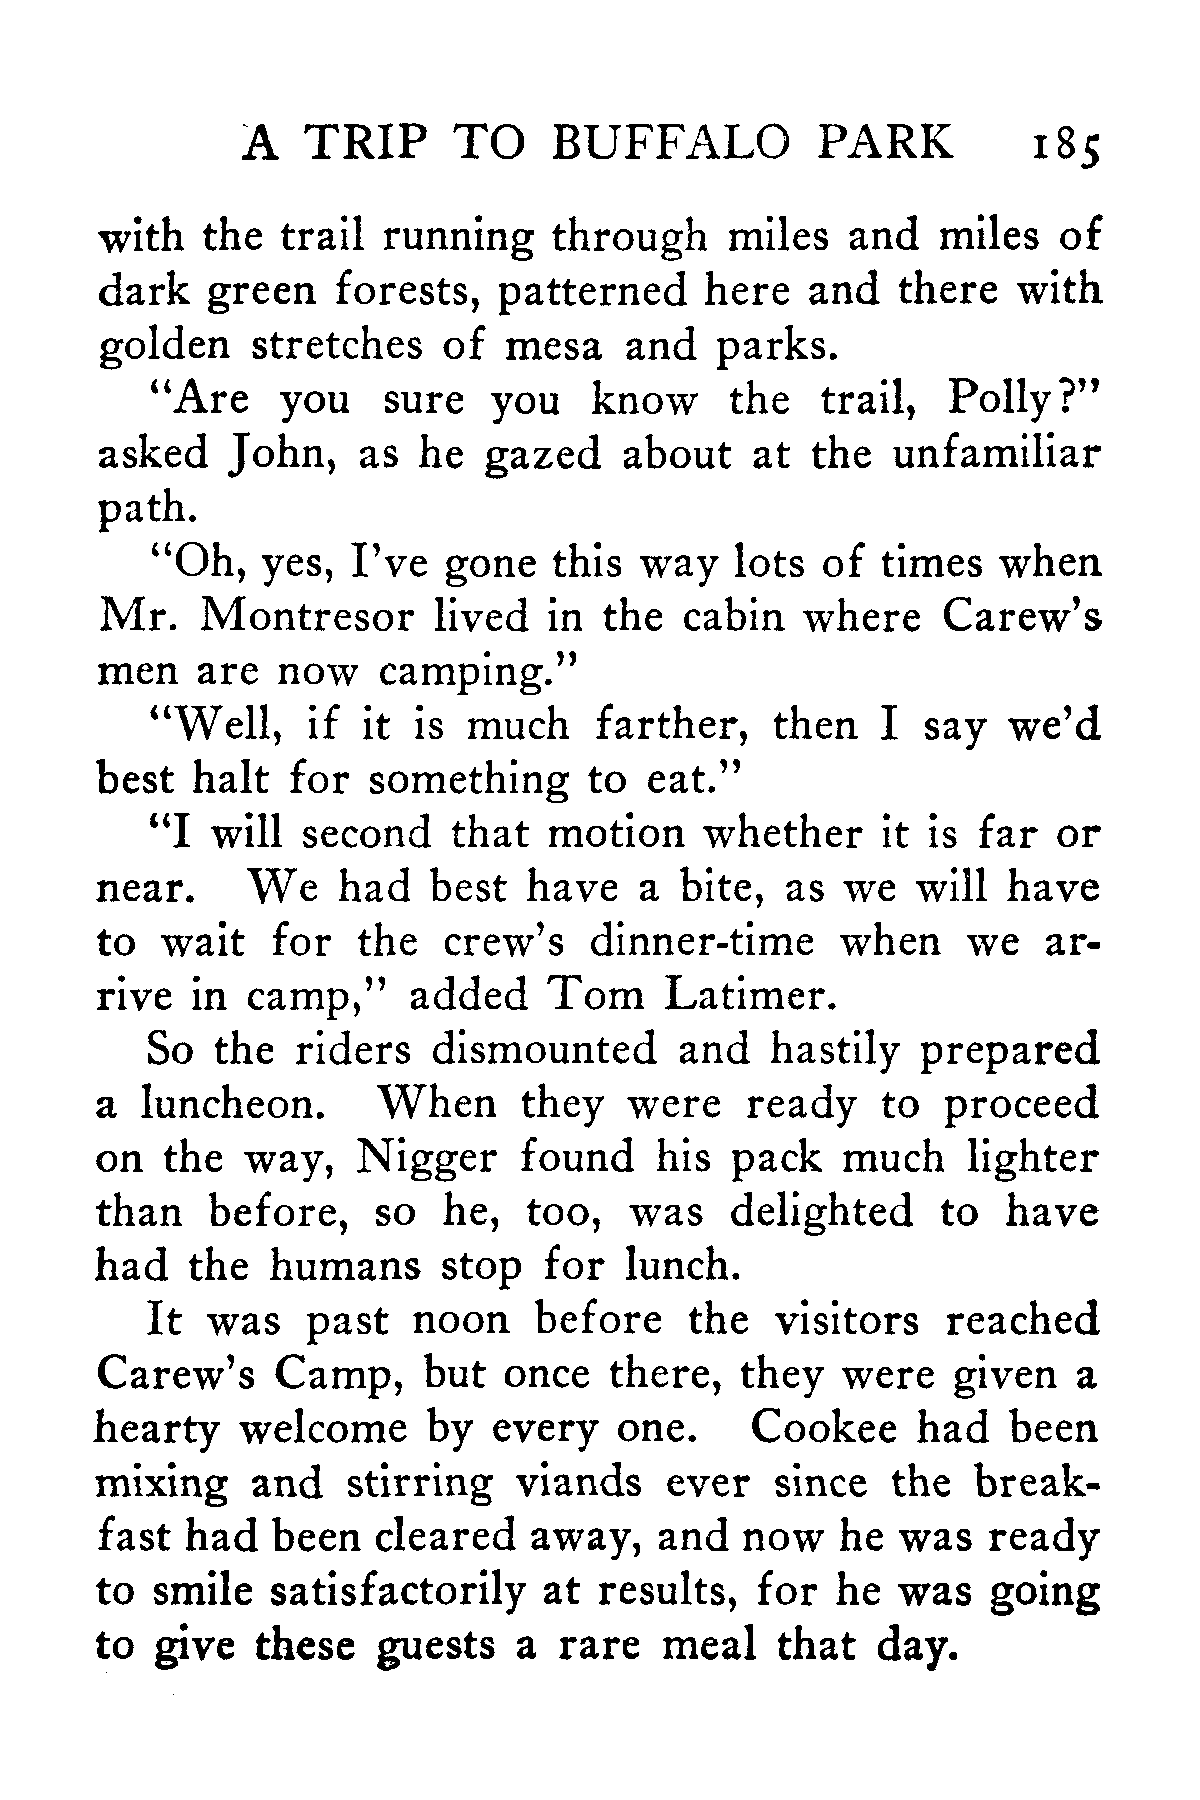 A TRIP TO BUFFALO PARK 185
with the trail running through miles and miles of
dark green forests, patterned here and there with
golden stretches of mesa and parks.
"Are you sure you know the trail, Polly?"
asked John, as he gazed about at the unfamiliar
path.
"Oh, yes, I've gone this way lots of times when
Mr. Montresor lived in the cabin where Carew's
men are now camping."
"Well, if it is much farther, then I say we'd
best halt for something to eat."
"I will second that motion whether it is far or
near. We had best have a bite, as we will have
to wait for the crew's dinner-time when we ar-
rive in camp," added Tom Latimer.
So the riders dismounted and hastily prepared
a luncheon. When they were ready to proceed
on the way, Nigger found his pack much lighter
than before, so he, too, was delighted to have
had the humans stop for lunch.
It was past noon before the visitors reached
Carew's Camp, but once there, they were given a
hearty welcome by every one. Cookee had been
mixing and stirring viands ever since the break-
fast had been cleared away, and now he was ready
to smile satisfactorily at results, for he was going
to give these guests a rare meal that day.